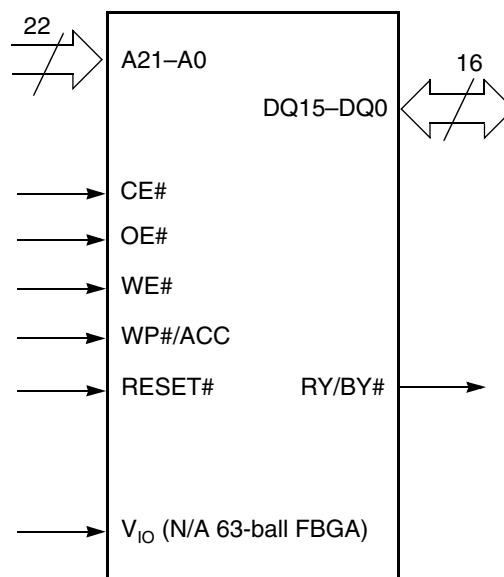 22
A21–A0
16
DQ15–DQ0
CE#
OE#
WE#
WP#/ACC
RESET# RY/BY#
VIO (N/A 63-ball FBGA)